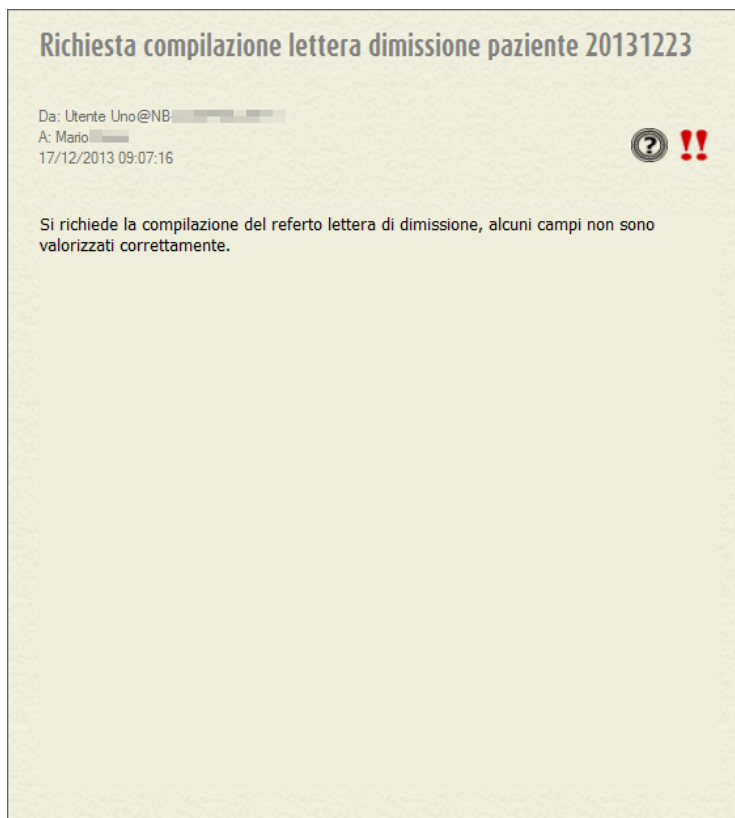 Richiesta compilazione lettera dimissione paziente 20131223
Da: Utente Uno@NB
A: Mario
17/12/2013 09:07:16
? !!
Si richiede la compilazione del referto lettera di dimissione, alcuni campi non sono
valorizzati correttamente.